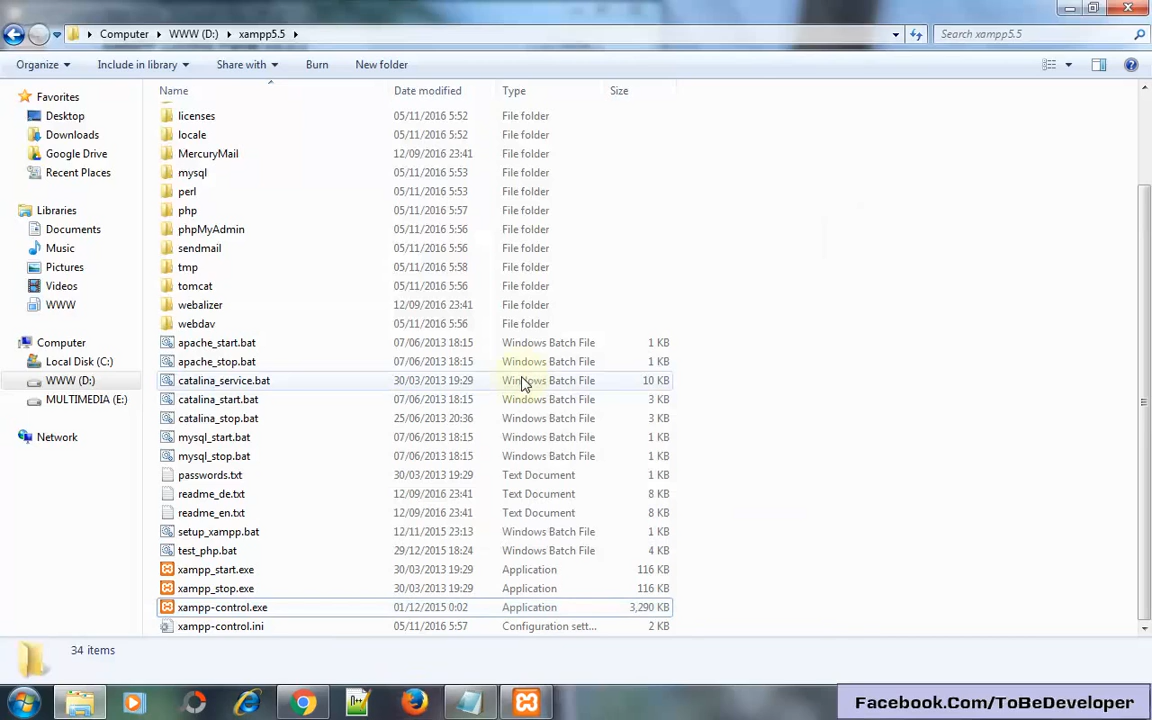 Computer WWW (D:) xampp5.5
Search xampp5.5
Organize Include in library Share with Burn New folder
Name Date modified Type Size
Favorites
Desktop
Downloads
Google Drive
Recent Places
Libraries
Documents
Music
Pictures
Videos
WWW
Computer
Local Disk (C:)
WWW (D:)
MULTIMEDIA (E:)
Network
licenses 05/11/2016 5:52 File folder
locale 05/11/2016 5:52 File folder
MercuryMail 12/09/2016 23:41 File folder
mysql 05/11/2016 5:53 File folder
perl 05/11/2016 5:53 File folder
php 05/11/2016 5:57 File folder
phpMyAdmin 05/11/2016 5:56 File folder
sendmail 05/11/2016 5:56 File folder
tmp 05/11/2016 5:58 File folder
tomcat 05/11/2016 5:56 File folder
webalizer 12/09/2016 23:41 File folder
webdav 05/11/2016 5:56 File folder
apache_start.bat 07/06/2013 18:15 Windows Batch File 1 KB
apache_stop.bat 07/06/2013 18:15 Windows Batch File 1 KB
catalina_service.bat 30/03/2013 19:29 Windows Batch File 10 KB
catalina_start.bat 07/06/2013 18:15 Windows Batch File 3 KB
catalina_stop.bat 25/06/2013 20:36 Windows Batch File 3 KB
mysql_start.bat 07/06/2013 18:15 Windows Batch File 1 KB
mysql_stop.bat 07/06/2013 18:15 Windows Batch File 1 KB
passwords.txt 30/03/2013 19:29 Text Document 1 KB
readme_de.txt 12/09/2016 23:41 Text Document 8 KB
readme_en.txt 12/09/2016 23:41 Text Document 8 KB
setup_xampp.bat 12/11/2015 23:13 Windows Batch File 1 KB
test_php.bat 29/12/2015 18:24 Windows Batch File 4 KB
xampp_start.exe 30/03/2013 19:29 Application 116 KB
xampp_stop.exe 30/03/2013 19:29 Application 116 KB
xampp-control.exe 01/12/2015 0:02 Application 3,290 KB
xampp-control.ini 05/11/2016 5:57 Configuration sett... 2 KB
34 items
Facebook.Com/ToBeDeveloper